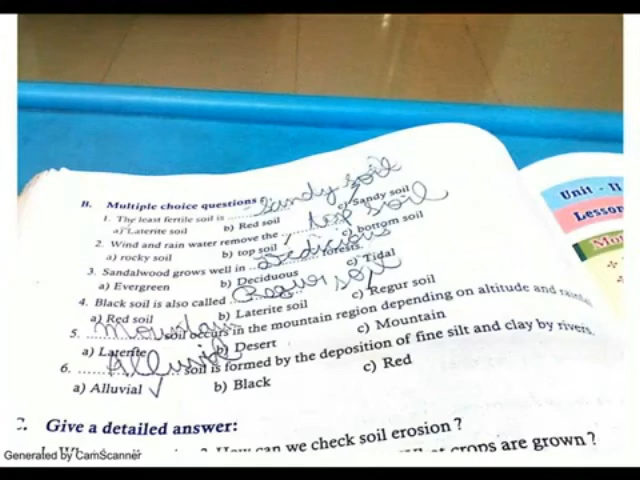 B. Multiple choice questions
Sandy soil
1. The least fertile soil is ..............
a) Laterite soil b) Red soil c) Sandy soil
top soil
2. Wind and rain water remove the ..............
a) rocky soil b) top soil c) bottom soil
3. Sandalwood grows well in .............. forests.
a) Evergreen b) Deciduous c) Tidal
Regur soil
4. Black soil is also called ..............
a) Red soil b) Laterite soil c) Regur soil
5. Mountain soil occurs in the mountain region depending on altitude and
a) Laterite b) Desert c) Mountain
6. Alluvial soil is formed by the deposition of fine silt and clay by rivers.
a) Alluvial ✓ b) Black c) Red
C. Give a detailed answer:
can we check soil erosion ?
crops are grown ?
Unit - II
Lesson
Generated by CamScanner